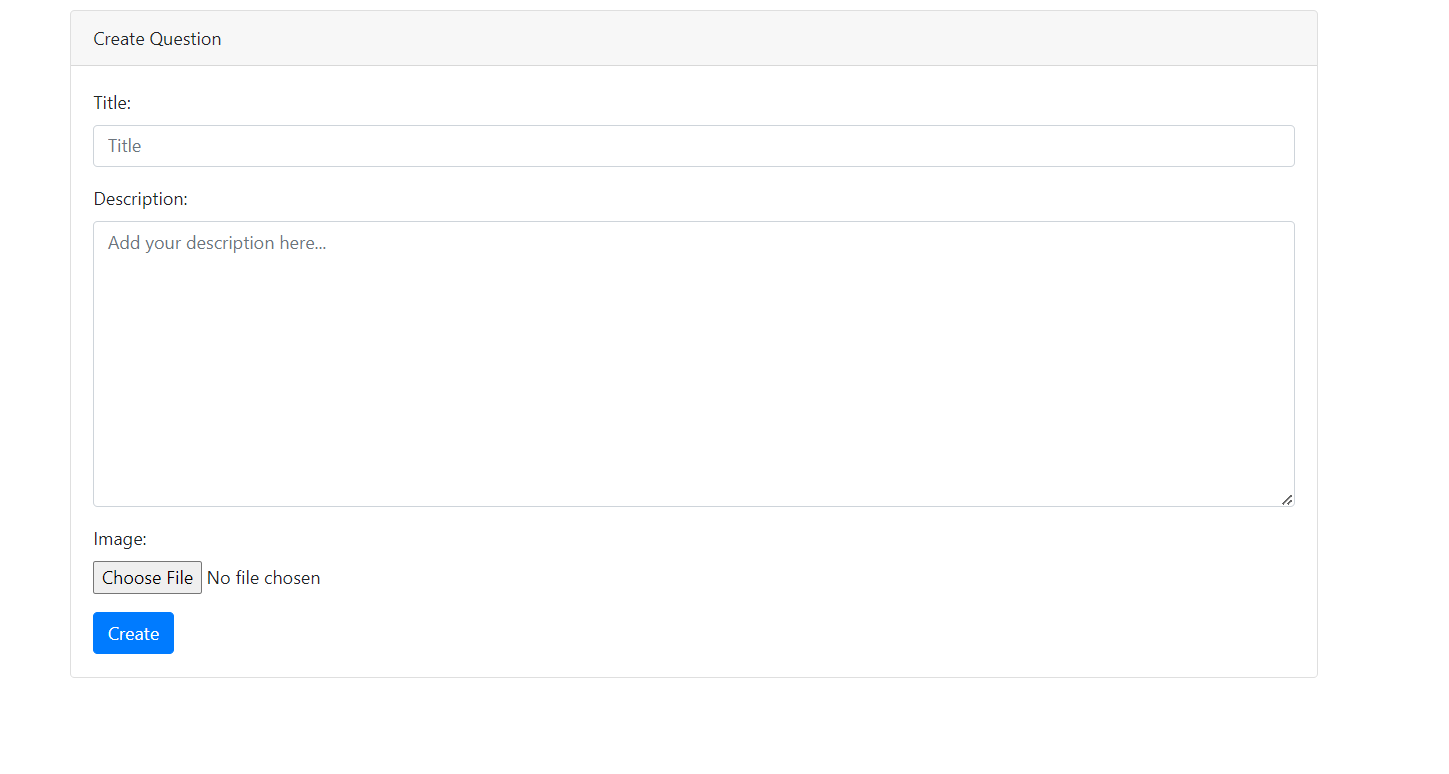 Create Question
Title:
Title
Description:
Add your description here...
Image:
Choose File No file chosen
Create